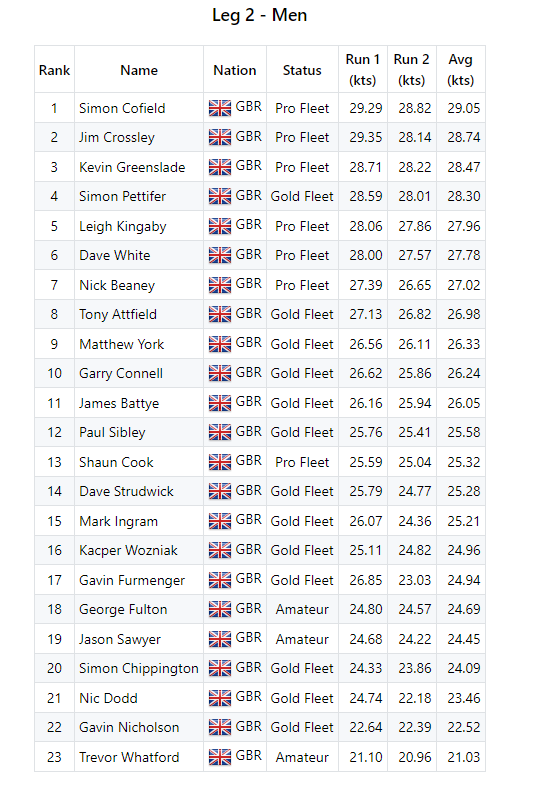 Leg 2 - Men
Rank Name Nation Status Run 1 (kts) Run 2 (kts) Avg (kts)
1 Simon Cofield GBR Pro Fleet 29.29 28.82 29.05
2 Jim Crossley GBR Pro Fleet 29.35 28.14 28.74
3 Kevin Greenslade GBR Pro Fleet 28.71 28.22 28.47
4 Simon Pettifer GBR Gold Fleet 28.59 28.01 28.30
5 Leigh Kingaby GBR Pro Fleet 28.06 27.86 27.96
6 Dave White GBR Pro Fleet 28.00 27.57 27.78
7 Nick Beaney GBR Pro Fleet 27.39 26.65 27.02
8 Tony Attfield GBR Gold Fleet 27.13 26.82 26.98
9 Matthew York GBR Gold Fleet 26.56 26.11 26.33
10 Garry Connell GBR Gold Fleet 26.62 25.86 26.24
11 James Battye GBR Gold Fleet 26.16 25.94 26.05
12 Paul Sibley GBR Gold Fleet 25.76 25.41 25.58
13 Shaun Cook GBR Pro Fleet 25.59 25.04 25.32
14 Dave Strudwick GBR Gold Fleet 25.79 24.77 25.28
15 Mark Ingram GBR Gold Fleet 26.07 24.36 25.21
16 Kacper Wozniak GBR Gold Fleet 25.11 24.82 24.96
17 Gavin Furmenger GBR Gold Fleet 26.85 23.03 24.94
18 George Fulton GBR Amateur 24.80 24.57 24.69
19 Jason Sawyer GBR Amateur 24.68 24.22 24.45
20 Simon Chippington GBR Gold Fleet 24.33 23.86 24.09
21 Nic Dodd GBR Gold Fleet 24.74 22.18 23.46
22 Gavin Nicholson GBR Gold Fleet 22.64 22.39 22.52
23 Trevor Whatford GBR Amateur 21.10 20.96 21.03